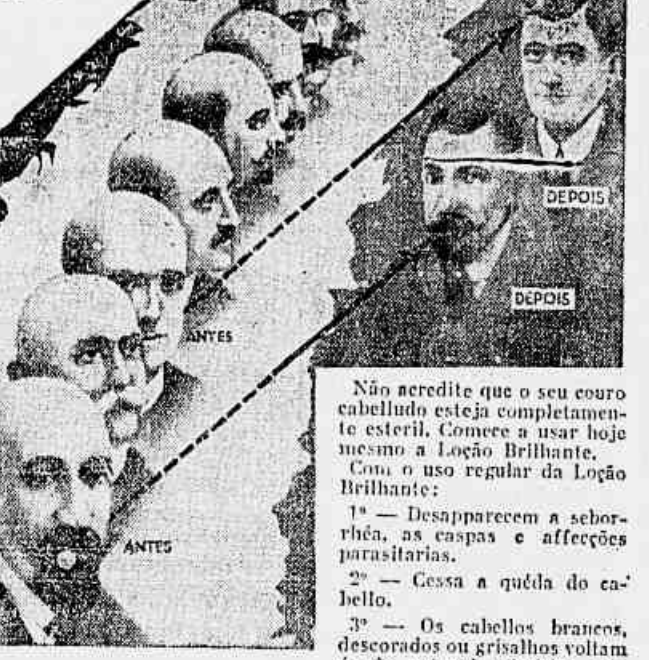 DEPOIS
DEPOIS
ANTES
ANTES
Não acredite que o seu couro
cabelludo esteja completamen-
te esteril. Comece a usar hoje
mesmo a Loção Brilhante.
Com o uso regular da Loção
Brilhante:
1º — Desapparecem a sebor-
rhéa, as caspas e affecções
parasitarias.
2º — Cessa a quéda do ca-
bello.
3º — Os cabellos brancos,
descorados ou grisalhos voltam